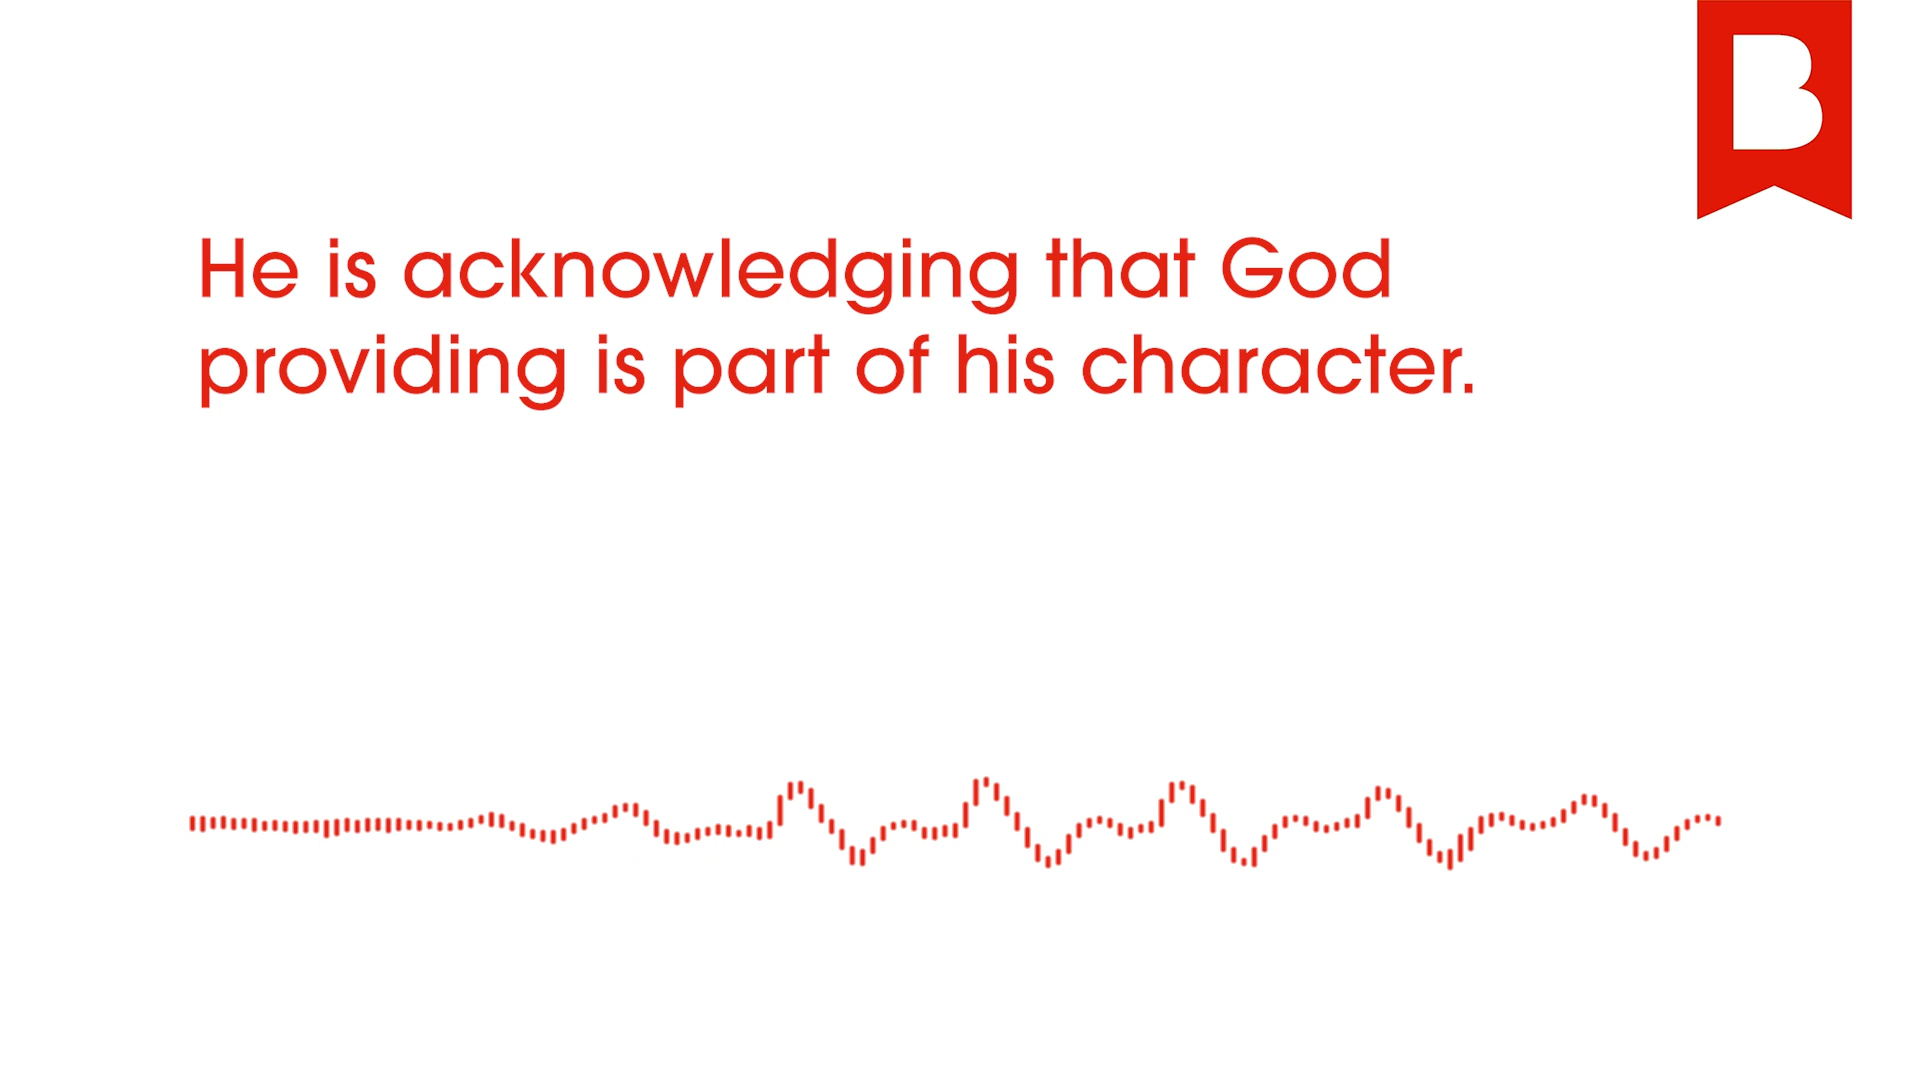 B
He is acknowledging that God
providing is part of his character.